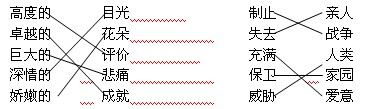 高度的 目光 制止 亲人
卓越的 花朵 失去 战争
巨大的 评价 充满 人类
深情的 悲痛 保卫 家园
娇嫩的 成就 威胁 爱意